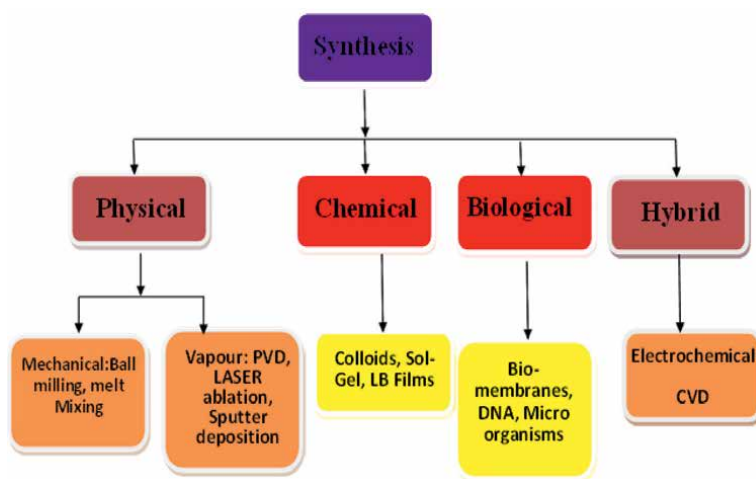 Synthesis
Physical
Chemical
Biological
Hybrid
Mechanical:Ball
milling, melt
Mixing
Vapour: PVD,
LASER
ablation,
Sputter
deposition
Colloids, Sol-
Gel, LB Films
Bio-
membranes,
DNA, Micro
organisms
Electrochemical
CVD